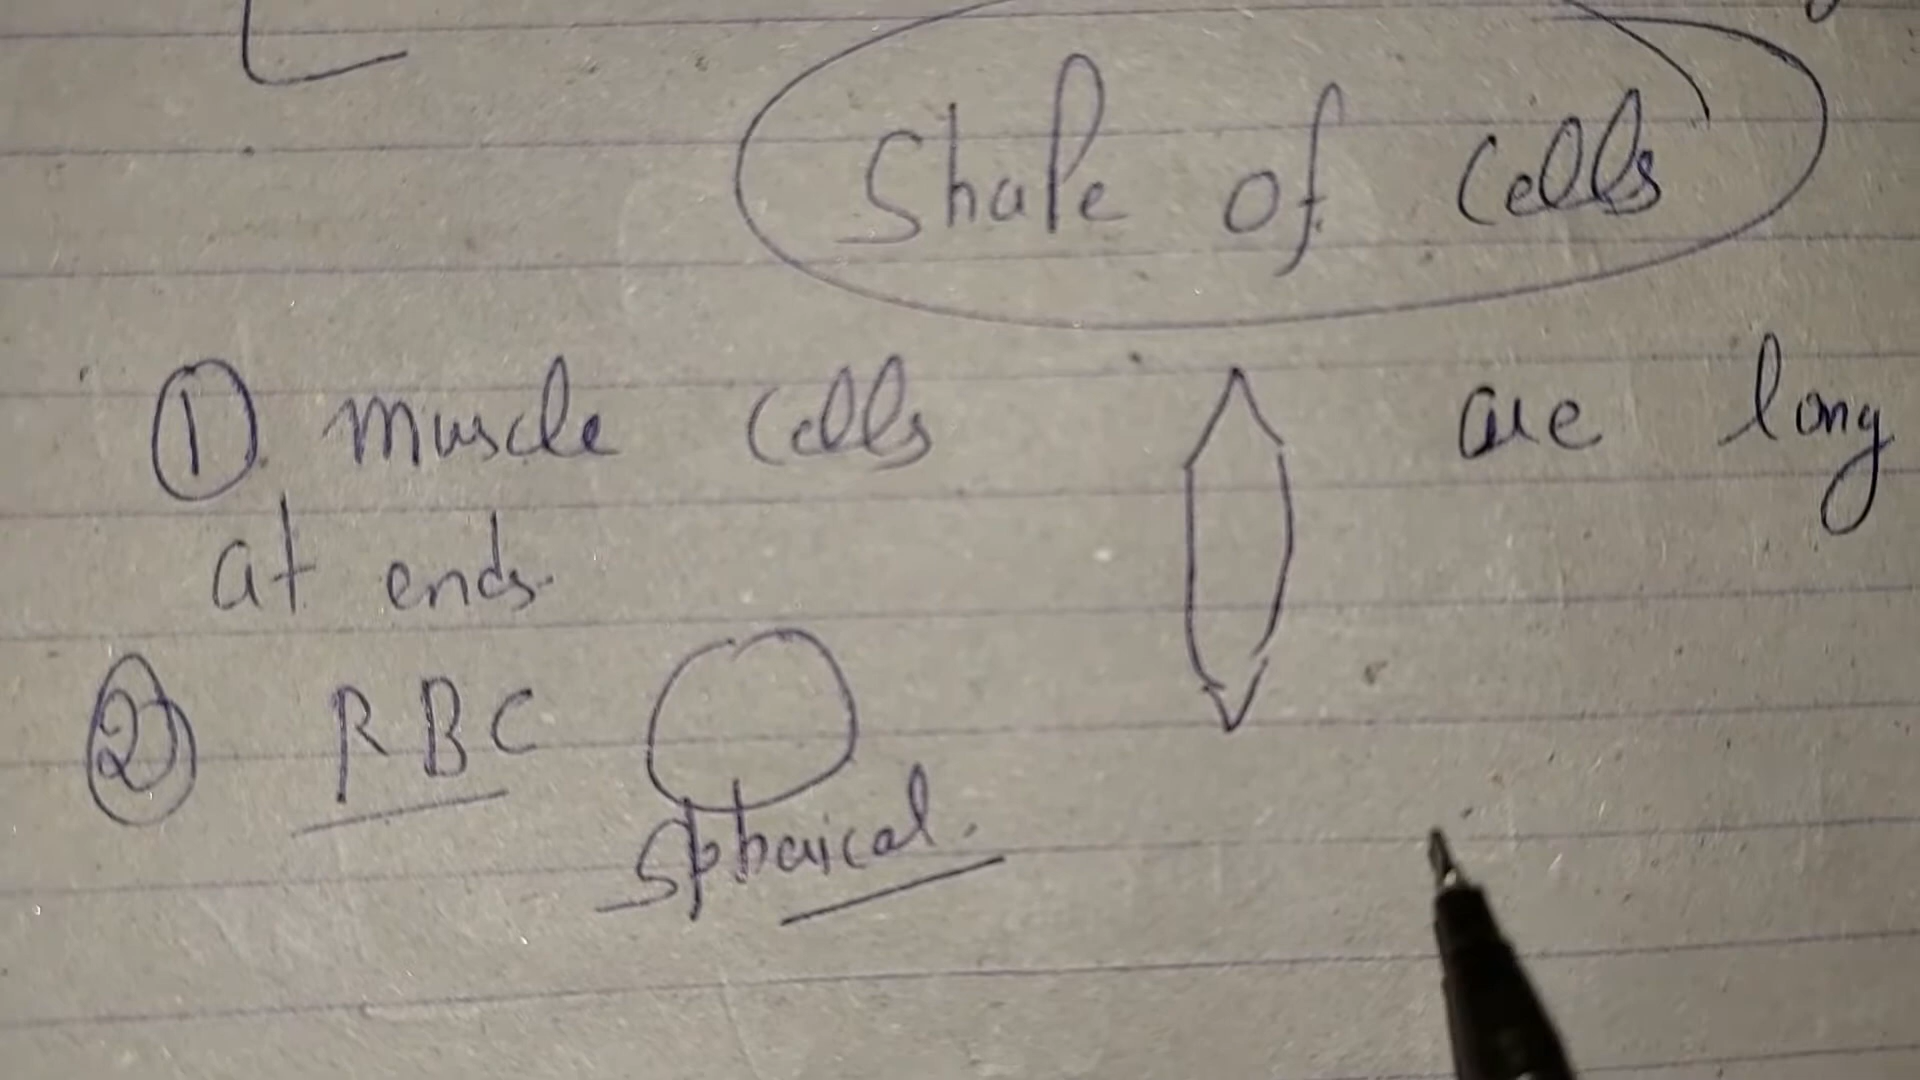 Shape of Cells
① muscle cells are long
at ends.
② RBC
Spherical.